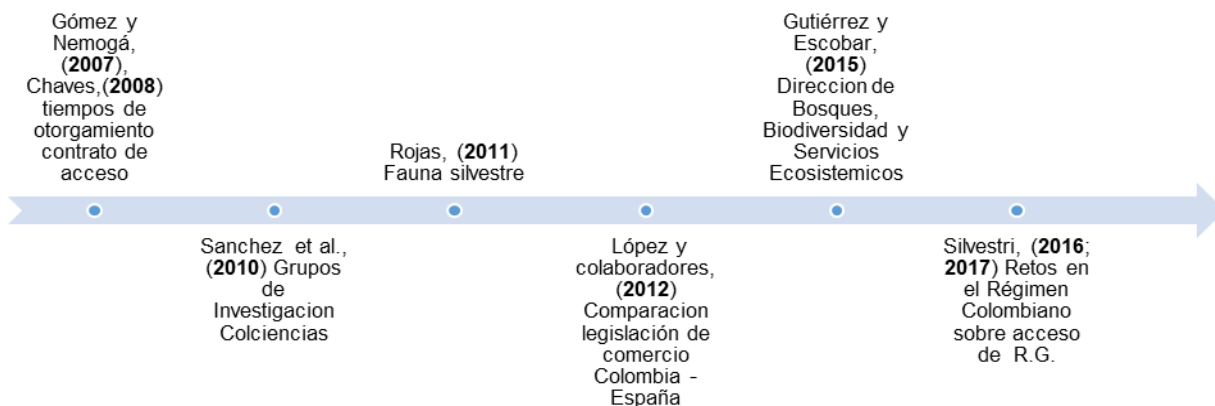 Gómez y
Nemogá,
(2007),
Chaves,(2008)
tiempos de
otorgamiento
contrato de
acceso
Sanchez et al.,
(2010) Grupos
de
Investigacion
Colciencias
Rojas, (2011)
Fauna silvestre
López y
colaboradores,
(2012)
Comparacion
legislación de
comercio
Colombia -
España
Gutiérrez y
Escobar,
(2015)
Direccion de
Bosques,
Biodiversidad y
Servicios
Ecosistemicos
Silvestri, (2016;
2017) Retos en
el Régimen
Colombiano
sobre acceso
de R.G.